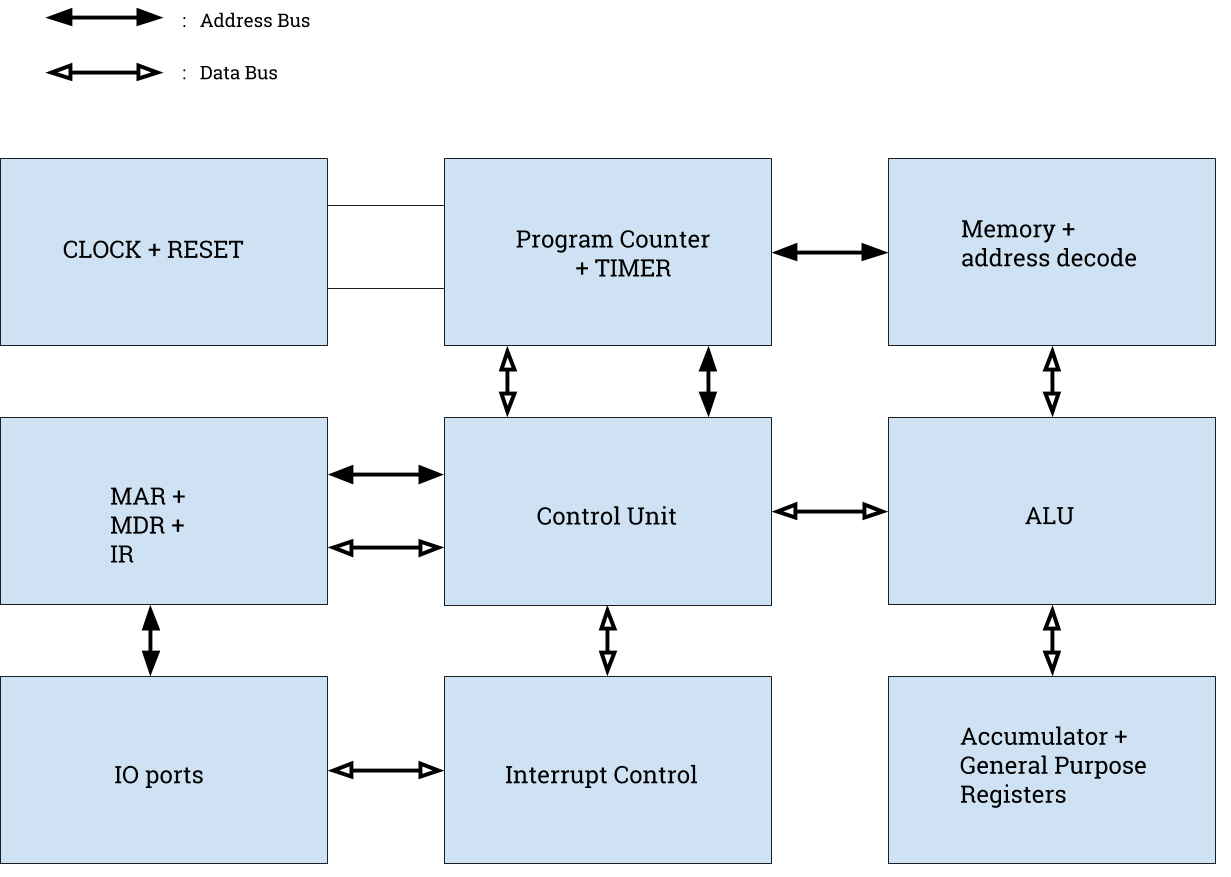 : Address Bus
: Data Bus
CLOCK + RESET
Program Counter
+ TIMER
Memory +
address decode
MAR +
MDR +
IR
Control Unit
ALU
IO ports
Interrupt Control
Accumulator +
General Purpose
Registers